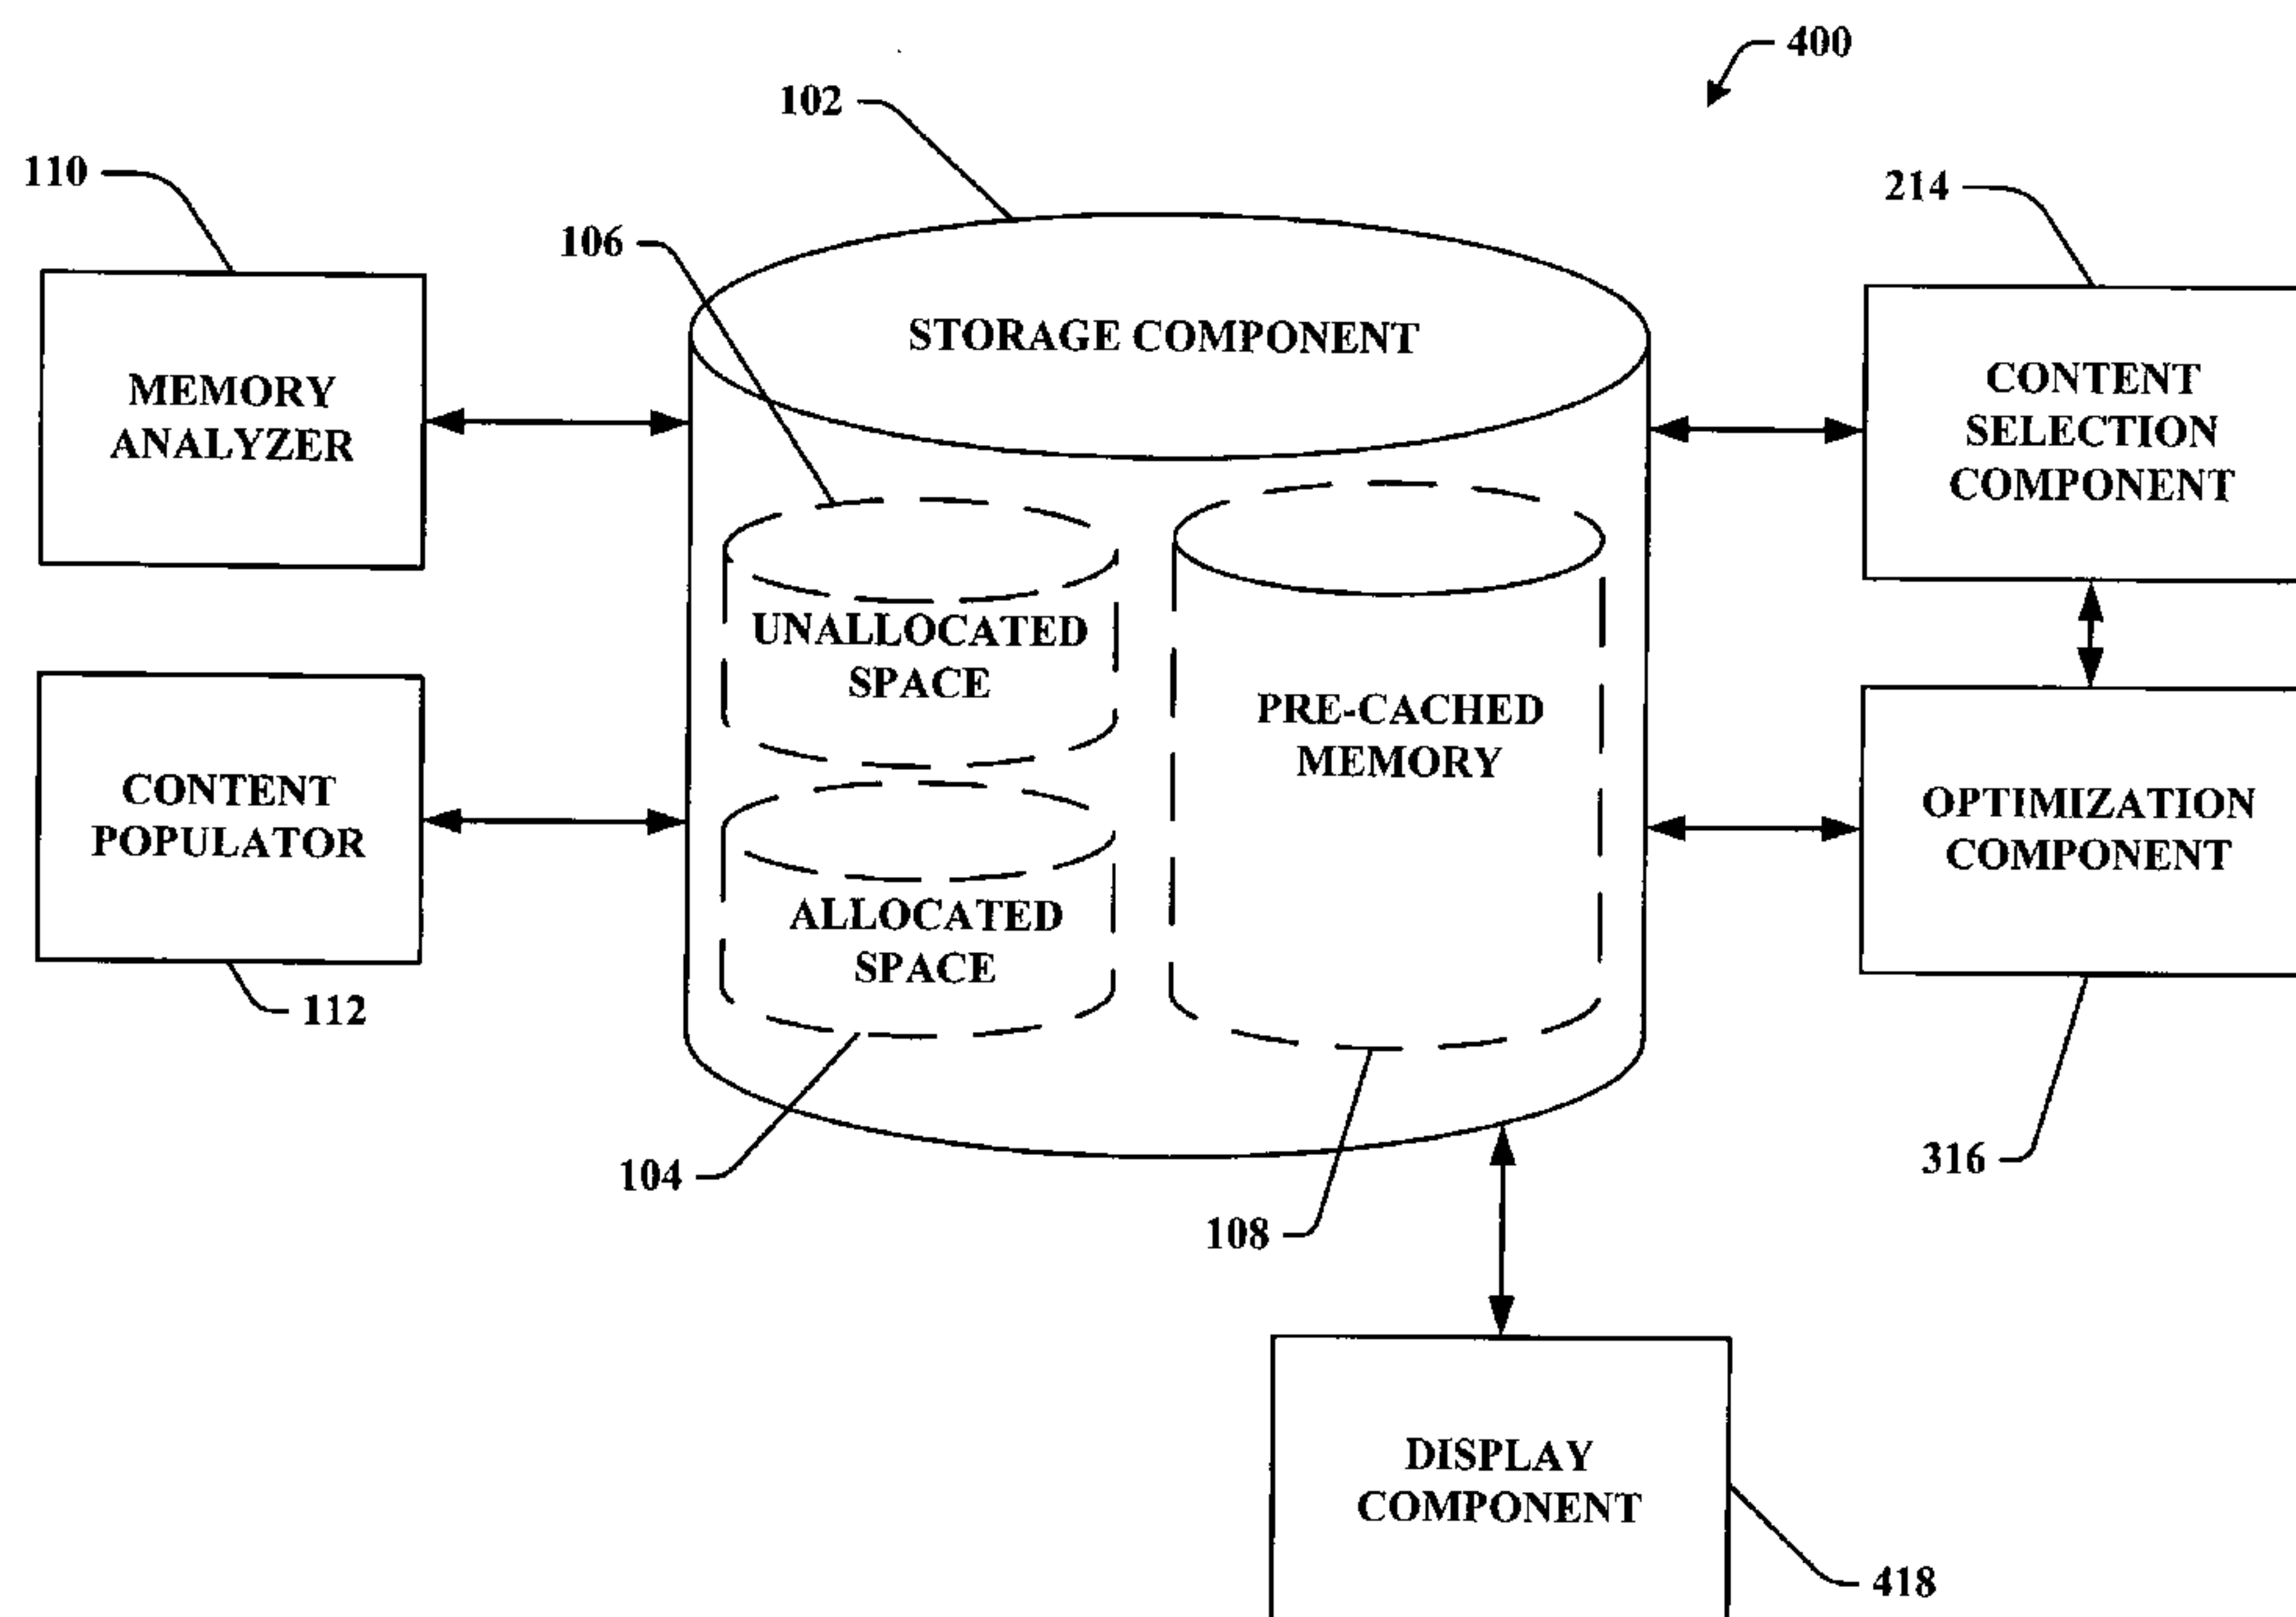 400
102
110
214
106
STORAGE COMPONENT
MEMORY
ANALYZER
CONTENT
SELECTION
COMPONENT
UNALLOCATED
SPACE
PRE-CACHED
MEMORY
CONTENT
POPULATOR
OPTIMIZATION
COMPONENT
ALLOCATED
SPACE
112
104
108
316
DISPLAY
COMPONENT
418